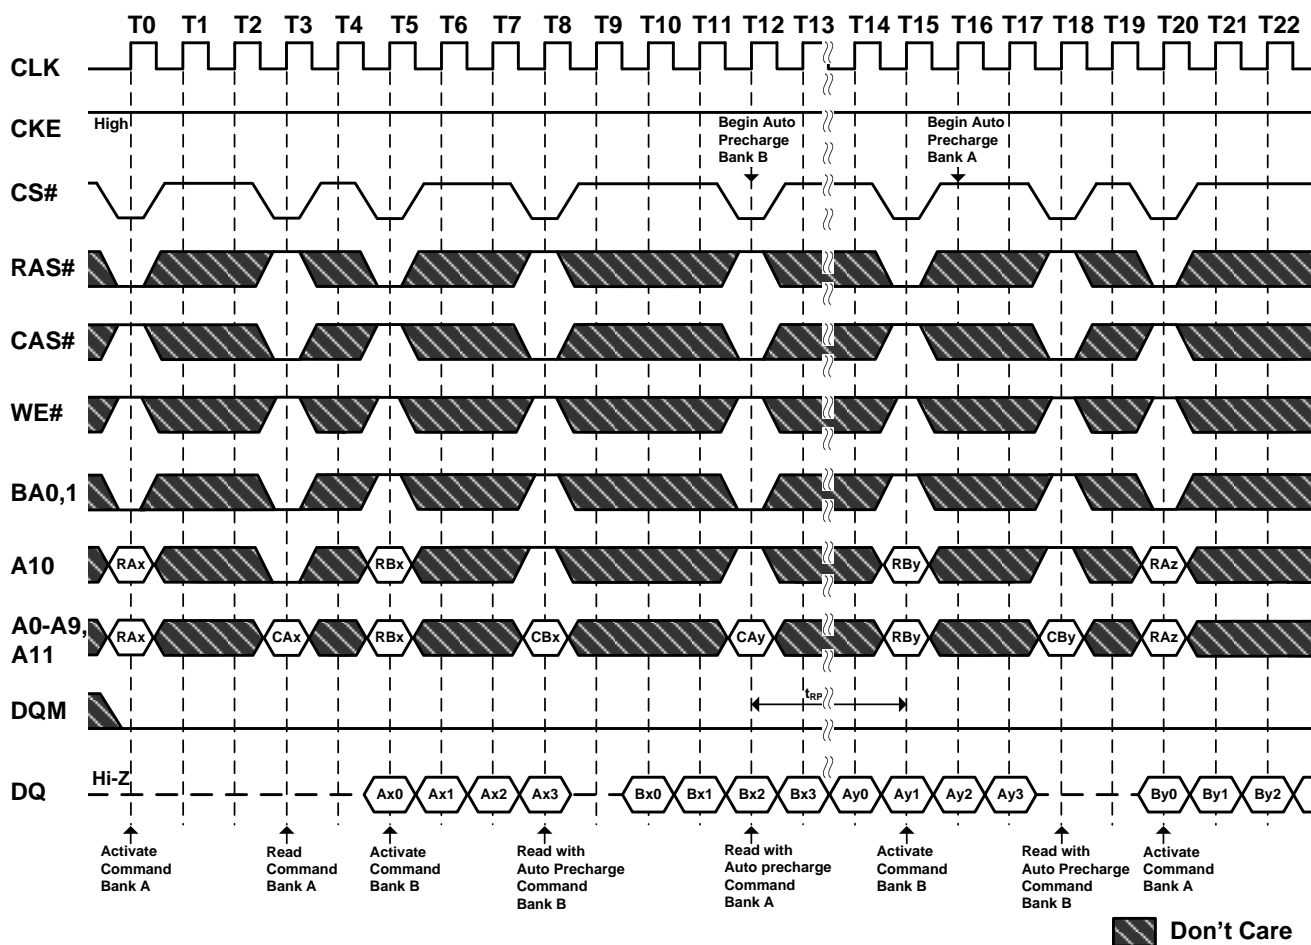 T0 T1 T2 T3 T4 T5 T6 T7 T8 T9 T10 T11 T12 T13 T14 T15 T16 T17 T18 T19 T20 T21 T22
CLK
CKE
High
Begin Auto
Precharge
Bank B
Begin Auto
Precharge
Bank A
CS#
RAS#
CAS#
WE#
BA0,1
A10
RAx RBx RBy RAz
A0-A9,
A11
RAx CAx RBx CBx CAy RBy CBy RAz
DQM
tRP
DQ
Hi-Z
Ax0 Ax1 Ax2 Ax3 Bx0 Bx1 Bx2 Bx3 Ay0 Ay1 Ay2 Ay3 By0 By1 By2
Activate
Command
Bank A
Read
Command
Bank A
Activate
Command
Bank B
Read with
Auto Precharge
Command
Bank B
Read with
Auto precharge
Command
Bank A
Activate
Command
Bank B
Read with
Auto Precharge
Command
Bank B
Activate
Command
Bank A
Don't Care